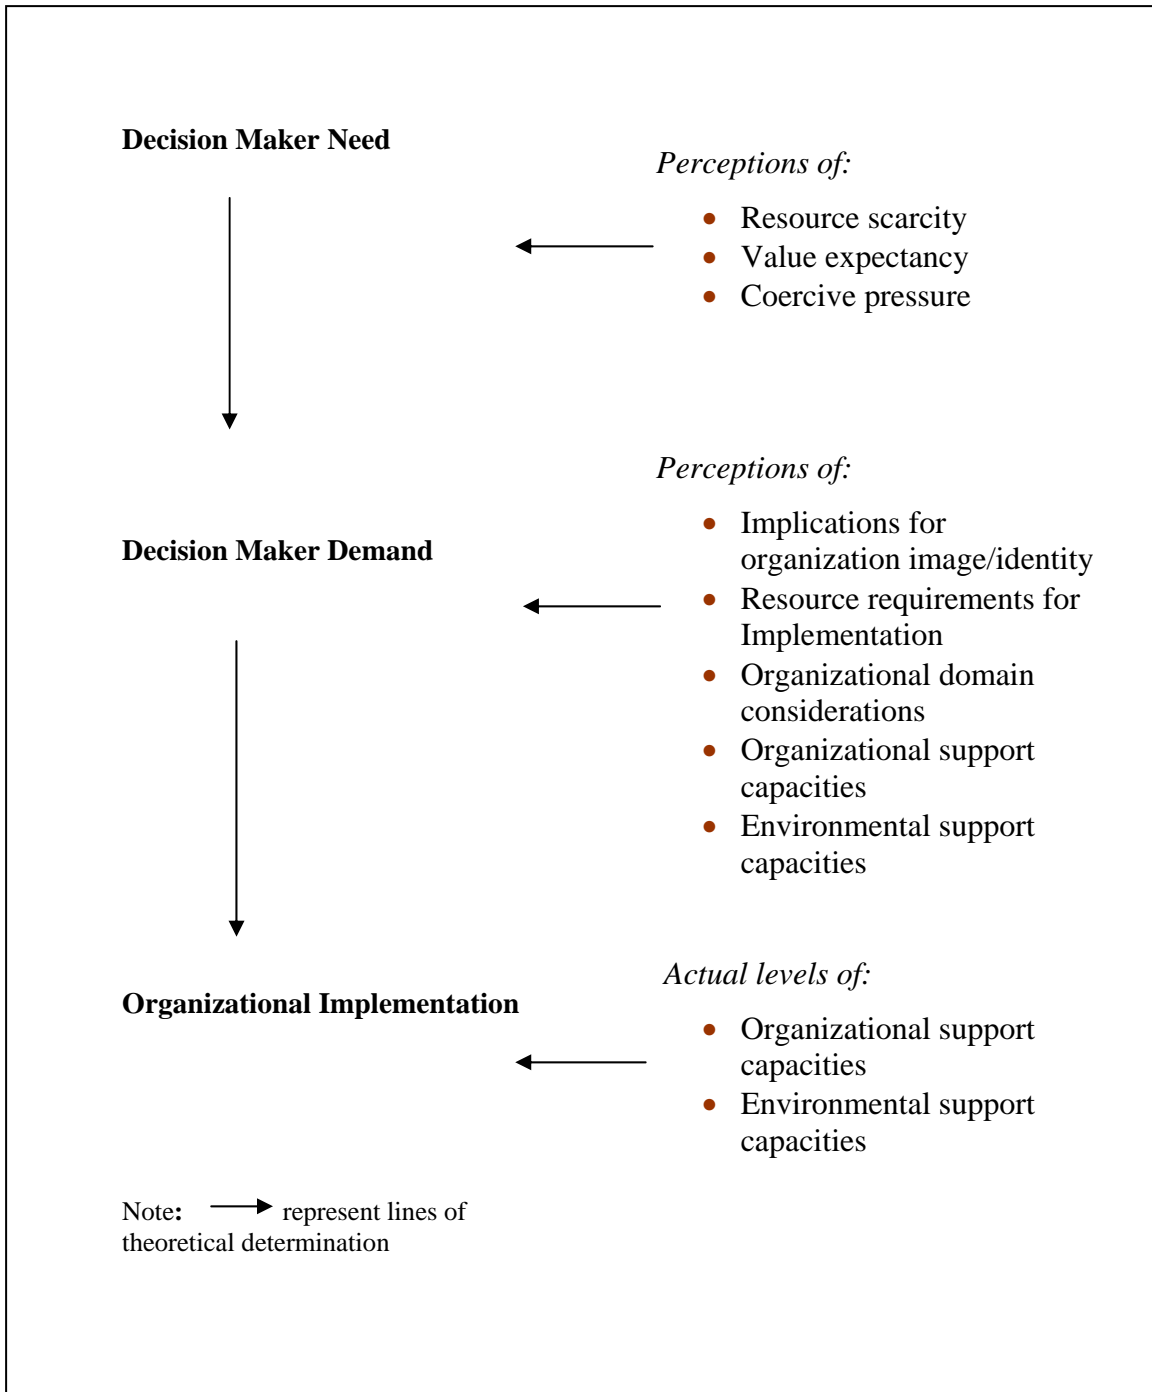 Decision Maker Need
Perceptions of:
• Resource scarcity
• Value expectancy
• Coercive pressure
Decision Maker Demand
Perceptions of:
• Implications for
organization image/identity
• Resource requirements for
Implementation
• Organizational domain
considerations
• Organizational support
capacities
• Environmental support
capacities
Organizational Implementation
Actual levels of:
• Organizational support
capacities
• Environmental support
capacities
Note: represent lines of
theoretical determination